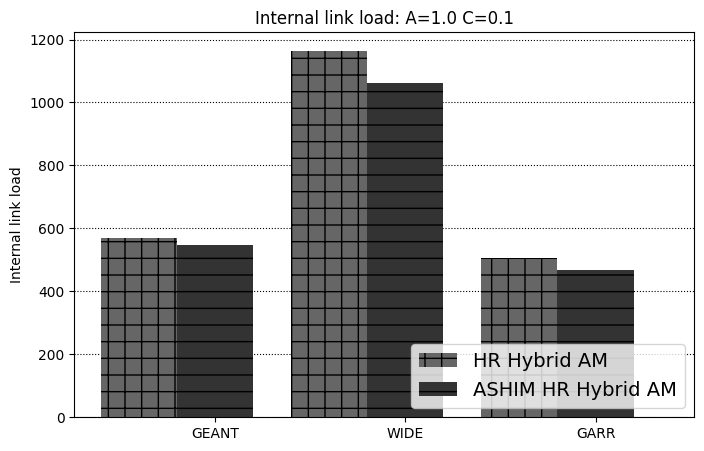 Internal link load: A=1.0 C=0.1
1200
1000
800
600
400
200
0
Internal link load
HR Hybrid AM
ASHIM HR Hybrid AM
GEANT
WIDE
GARR